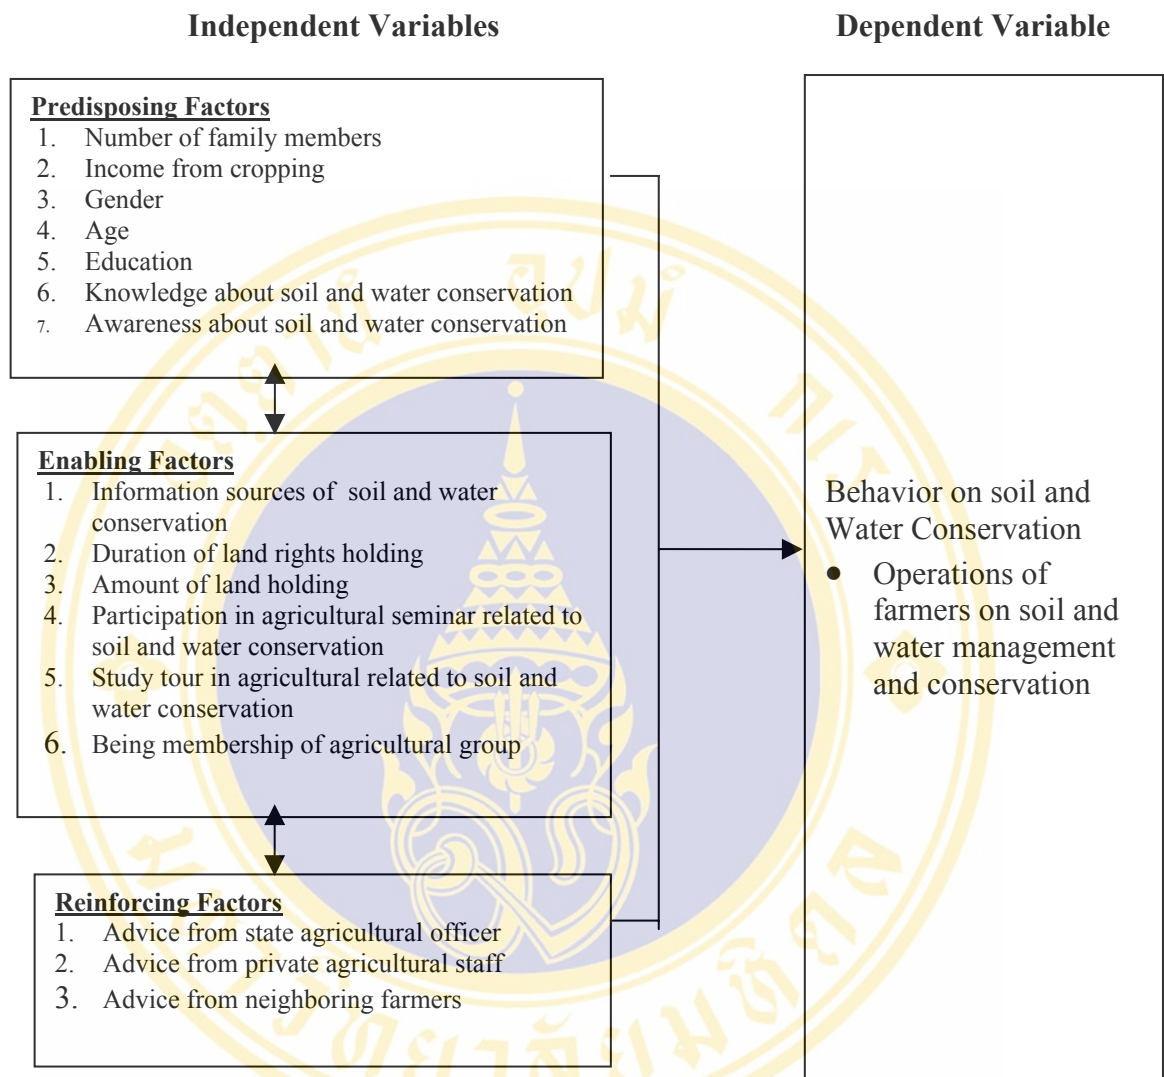 Independent Variables
Dependent Variable
Predisposing Factors
1. Number of family members
2. Income from cropping
3. Gender
4. Age
5. Education
6. Knowledge about soil and water conservation
7. Awareness about soil and water conservation
Enabling Factors
1. Information sources of soil and water
conservation
2. Duration of land rights holding
3. Amount of land holding
4. Participation in agricultural seminar related to
soil and water conservation
5. Study tour in agricultural related to soil and
water conservation
6. Being membership of agricultural group
Reinforcing Factors
1. Advice from state agricultural officer
2. Advice from private agricultural staff
3. Advice from neighboring farmers
Behavior on soil and
Water Conservation
• Operations of
farmers on soil and
water management
and conservation